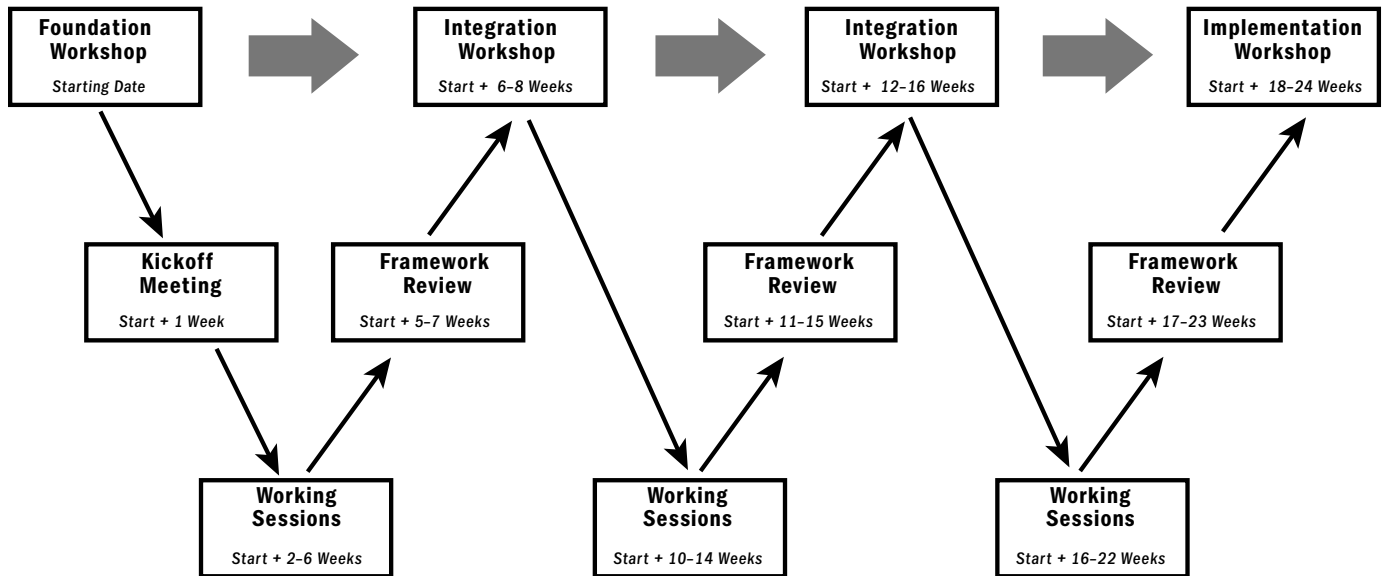 Foundation
Workshop
Starting Date
Integration
Workshop
Start + 6–8 Weeks
Integration
Workshop
Start + 12–16 Weeks
Implementation
Workshop
Start + 18–24 Weeks
Kickoff
Meeting
Start + 1 Week
Framework
Review
Start + 5–7 Weeks
Framework
Review
Start + 11–15 Weeks
Framework
Review
Start + 17–23 Weeks
Working
Sessions
Start + 2–6 Weeks
Working
Sessions
Start + 10–14 Weeks
Working
Sessions
Start + 16–22 Weeks